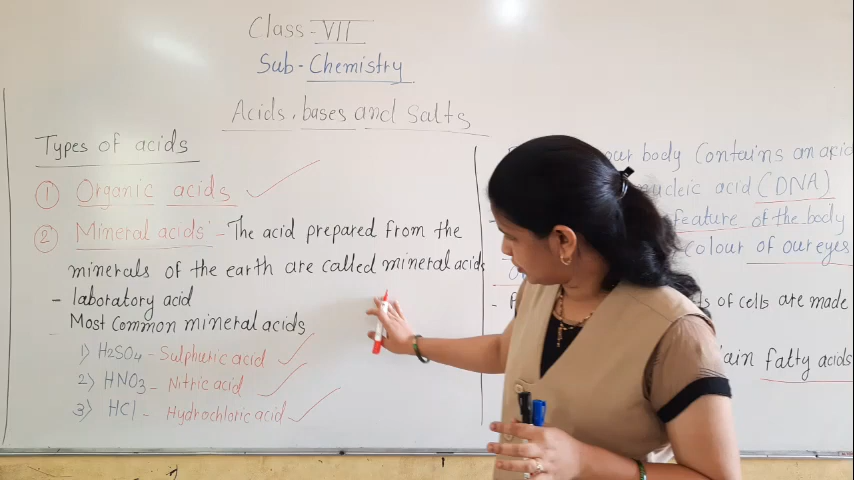 Class-VII
Sub-Chemistry
Acids, bases and Salts
Types of acids
① Organic acids
② Mineral acids - The acid prepared from the
minerals of the earth are called mineral acids
- laboratory acid
Most Common mineral acids
1) H2SO4 - Sulphuric acid
2) HNO3 - Nitric acid
3) HCl - Hydrochloric acid
our body Contains an acid
nucleic acid (DNA)
feature of the body
colour of our eyes
of cells are made
fatty acids